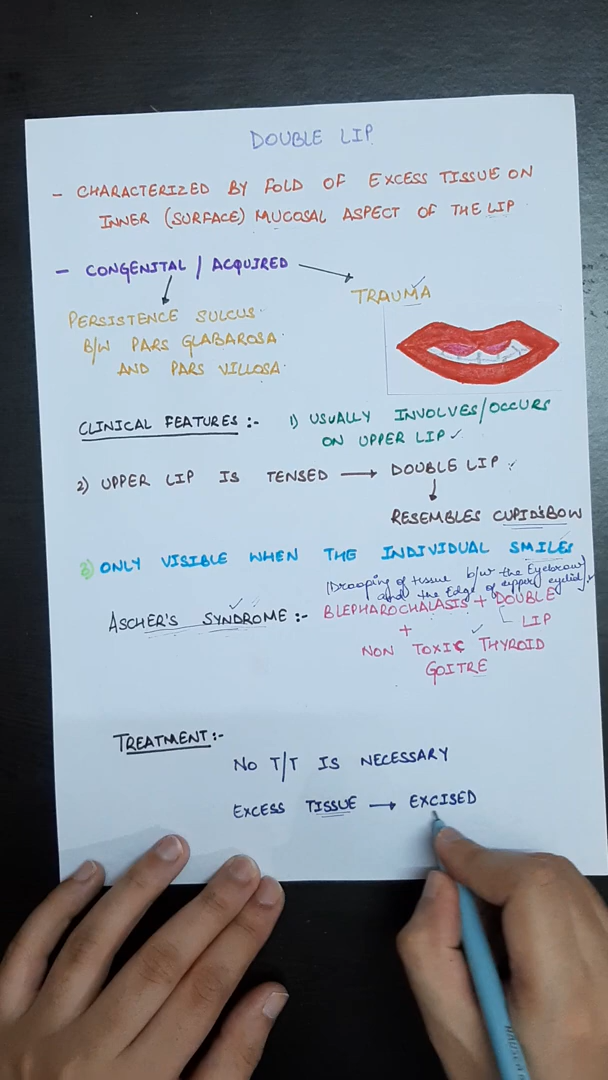 DOUBLE LIP
- CHARACTERIZED BY FOLD OF EXCESS TISSUE ON
INNER (SURFACE) MUCOSAL ASPECT OF THE LIP
- CONGENITAL / ACQUIRED
TRAUMA
PERSISTENCE SULCUS
B/W PARS GLABAROSA
AND PARS VILLOSA
CLINICAL FEATURES :- 1) USUALLY INVOLVES/OCCURS
ON UPPER LIP
2) UPPER LIP IS TENSED → DOUBLE LIP
RESEMBLES CUPID'S BOW
3) ONLY VISIBLE WHEN THE INDIVIDUAL SMILES
(Drooping of tissue b/w the Eyebrow
and the Edge of upper eyelid)
ASCHER'S SYNDROME :- BLEPHAROCHALASIS + DOUBLE
LIP
+
NON TOXIC THYROID
GOITRE
TREATMENT :-
NO T/T IS NECESSARY
EXCESS TISSUE → EXCISED